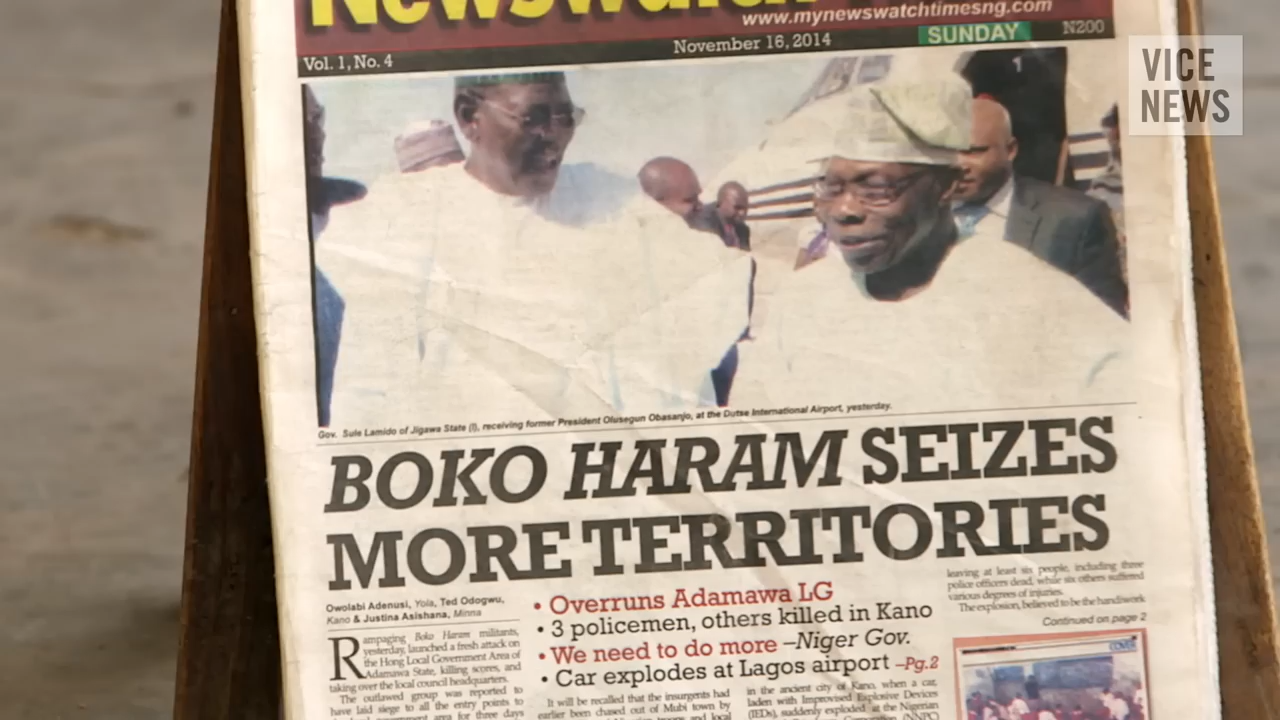 www.mynewswatchtimesng.com
Vol. 1, No. 4
November 16, 2014
SUNDAY
N200
VICE
NEWS
Gov. Sule Lamido of Jigawa State (l), receiving former President Olusegun Obasanjo, at the Dutse International Airport, yesterday.
BOKO HARAM SEIZES
MORE TERRITORIES
Owolabi Adenusi, Yola, Ted Odogwu,
Kano & Justina Asishana, Minna
Rampaging Boko Haram militants,
yesterday, launched a fresh attack on
the Hong Local Government Area of
Adamawa State, killing scores, and
taking over the local council headquarters.
The outlawed group was reported to
have laid siege to all the entry points to
area for three days
• Overruns Adamawa LG
• 3 policemen, others killed in Kano
• We need to do more –Niger Gov.
• Car explodes at Lagos airport –Pg.2
It will be recalled that the insurgents had
earlier been chased out of Mubi town by
and local
in the ancient city of Kano, when a car,
laden with Improvised Explosive Devices
(IEDs), suddenly exploded at the Nigerian
leaving at least six people, including three
police officers dead, while six others suffered
various degrees of injuries.
The explosion, believed to be the handiwork
Continued on page 2